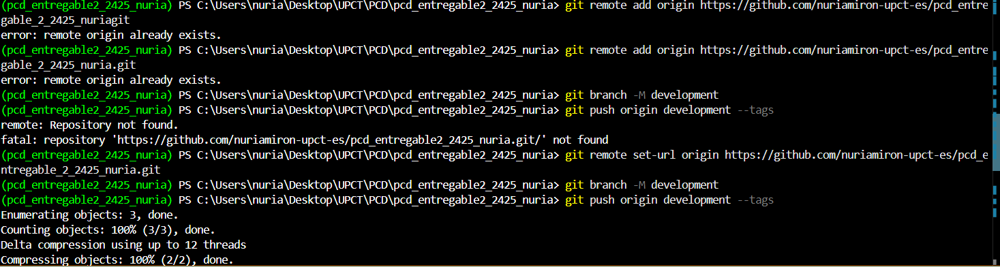 (pcd_entregable2_2425_nuria) PS C:\Users\nuria\Desktop\UPCT\PCD\pcd_entregable2_2425_nuria> git remote add origin https://github.com/nuriamiron-upct-es/pcd_entre
gable_2_2425_nuriagit
error: remote origin already exists.
(pcd_entregable2_2425_nuria) PS C:\Users\nuria\Desktop\UPCT\PCD\pcd_entregable2_2425_nuria> git remote add origin https://github.com/nuriamiron-upct-es/pcd_entre
gable_2_2425_nuria.git
error: remote origin already exists.
(pcd_entregable2_2425_nuria) PS C:\Users\nuria\Desktop\UPCT\PCD\pcd_entregable2_2425_nuria> git branch -M development
(pcd_entregable2_2425_nuria) PS C:\Users\nuria\Desktop\UPCT\PCD\pcd_entregable2_2425_nuria> git push origin development --tags
remote: Repository not found.
fatal: repository 'https://github.com/nuriamiron-upct-es/pcd_entregable2_2425_nuria.git/' not found
(pcd_entregable2_2425_nuria) PS C:\Users\nuria\Desktop\UPCT\PCD\pcd_entregable2_2425_nuria> git remote set-url origin https://github.com/nuriamiron-upct-es/pcd_e
ntregable_2_2425_nuria.git
(pcd_entregable2_2425_nuria) PS C:\Users\nuria\Desktop\UPCT\PCD\pcd_entregable2_2425_nuria> git branch -M development
(pcd_entregable2_2425_nuria) PS C:\Users\nuria\Desktop\UPCT\PCD\pcd_entregable2_2425_nuria> git push origin development --tags
Enumerating objects: 3, done.
Counting objects: 100% (3/3), done.
Delta compression using up to 12 threads
Compressing objects: 100% (2/2), done.